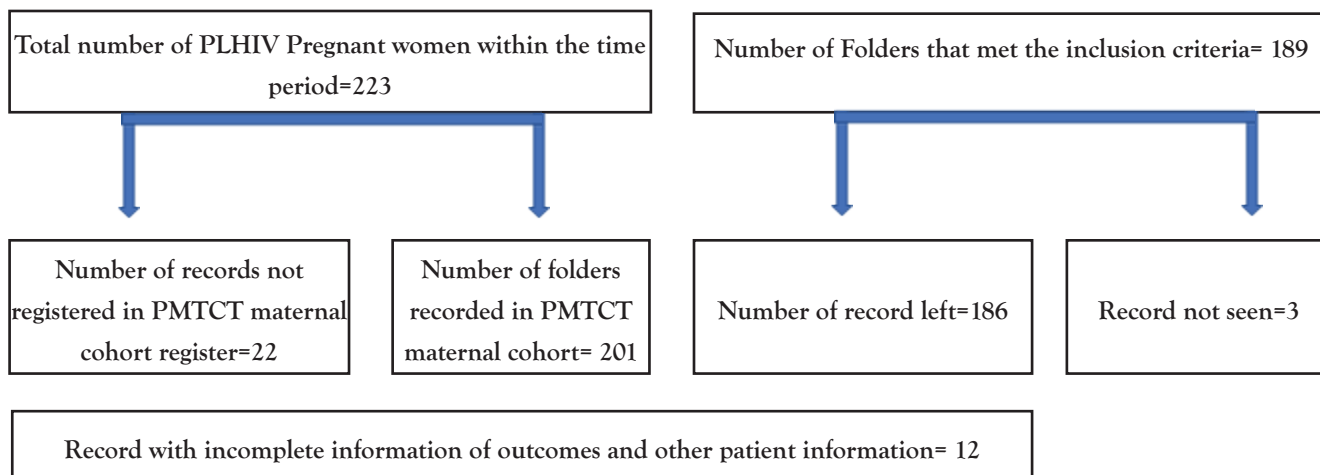 Total number of PLHIV Pregnant women within the time
period=223
Number of Folders that met the inclusion criteria= 189
Number of records not
registered in PMTCT maternal
cohort register=22
Number of folders
recorded in PMTCT
maternal cohort= 201
Number of record left=186
Record not seen=3
Record with incomplete information of outcomes and other patient information= 12